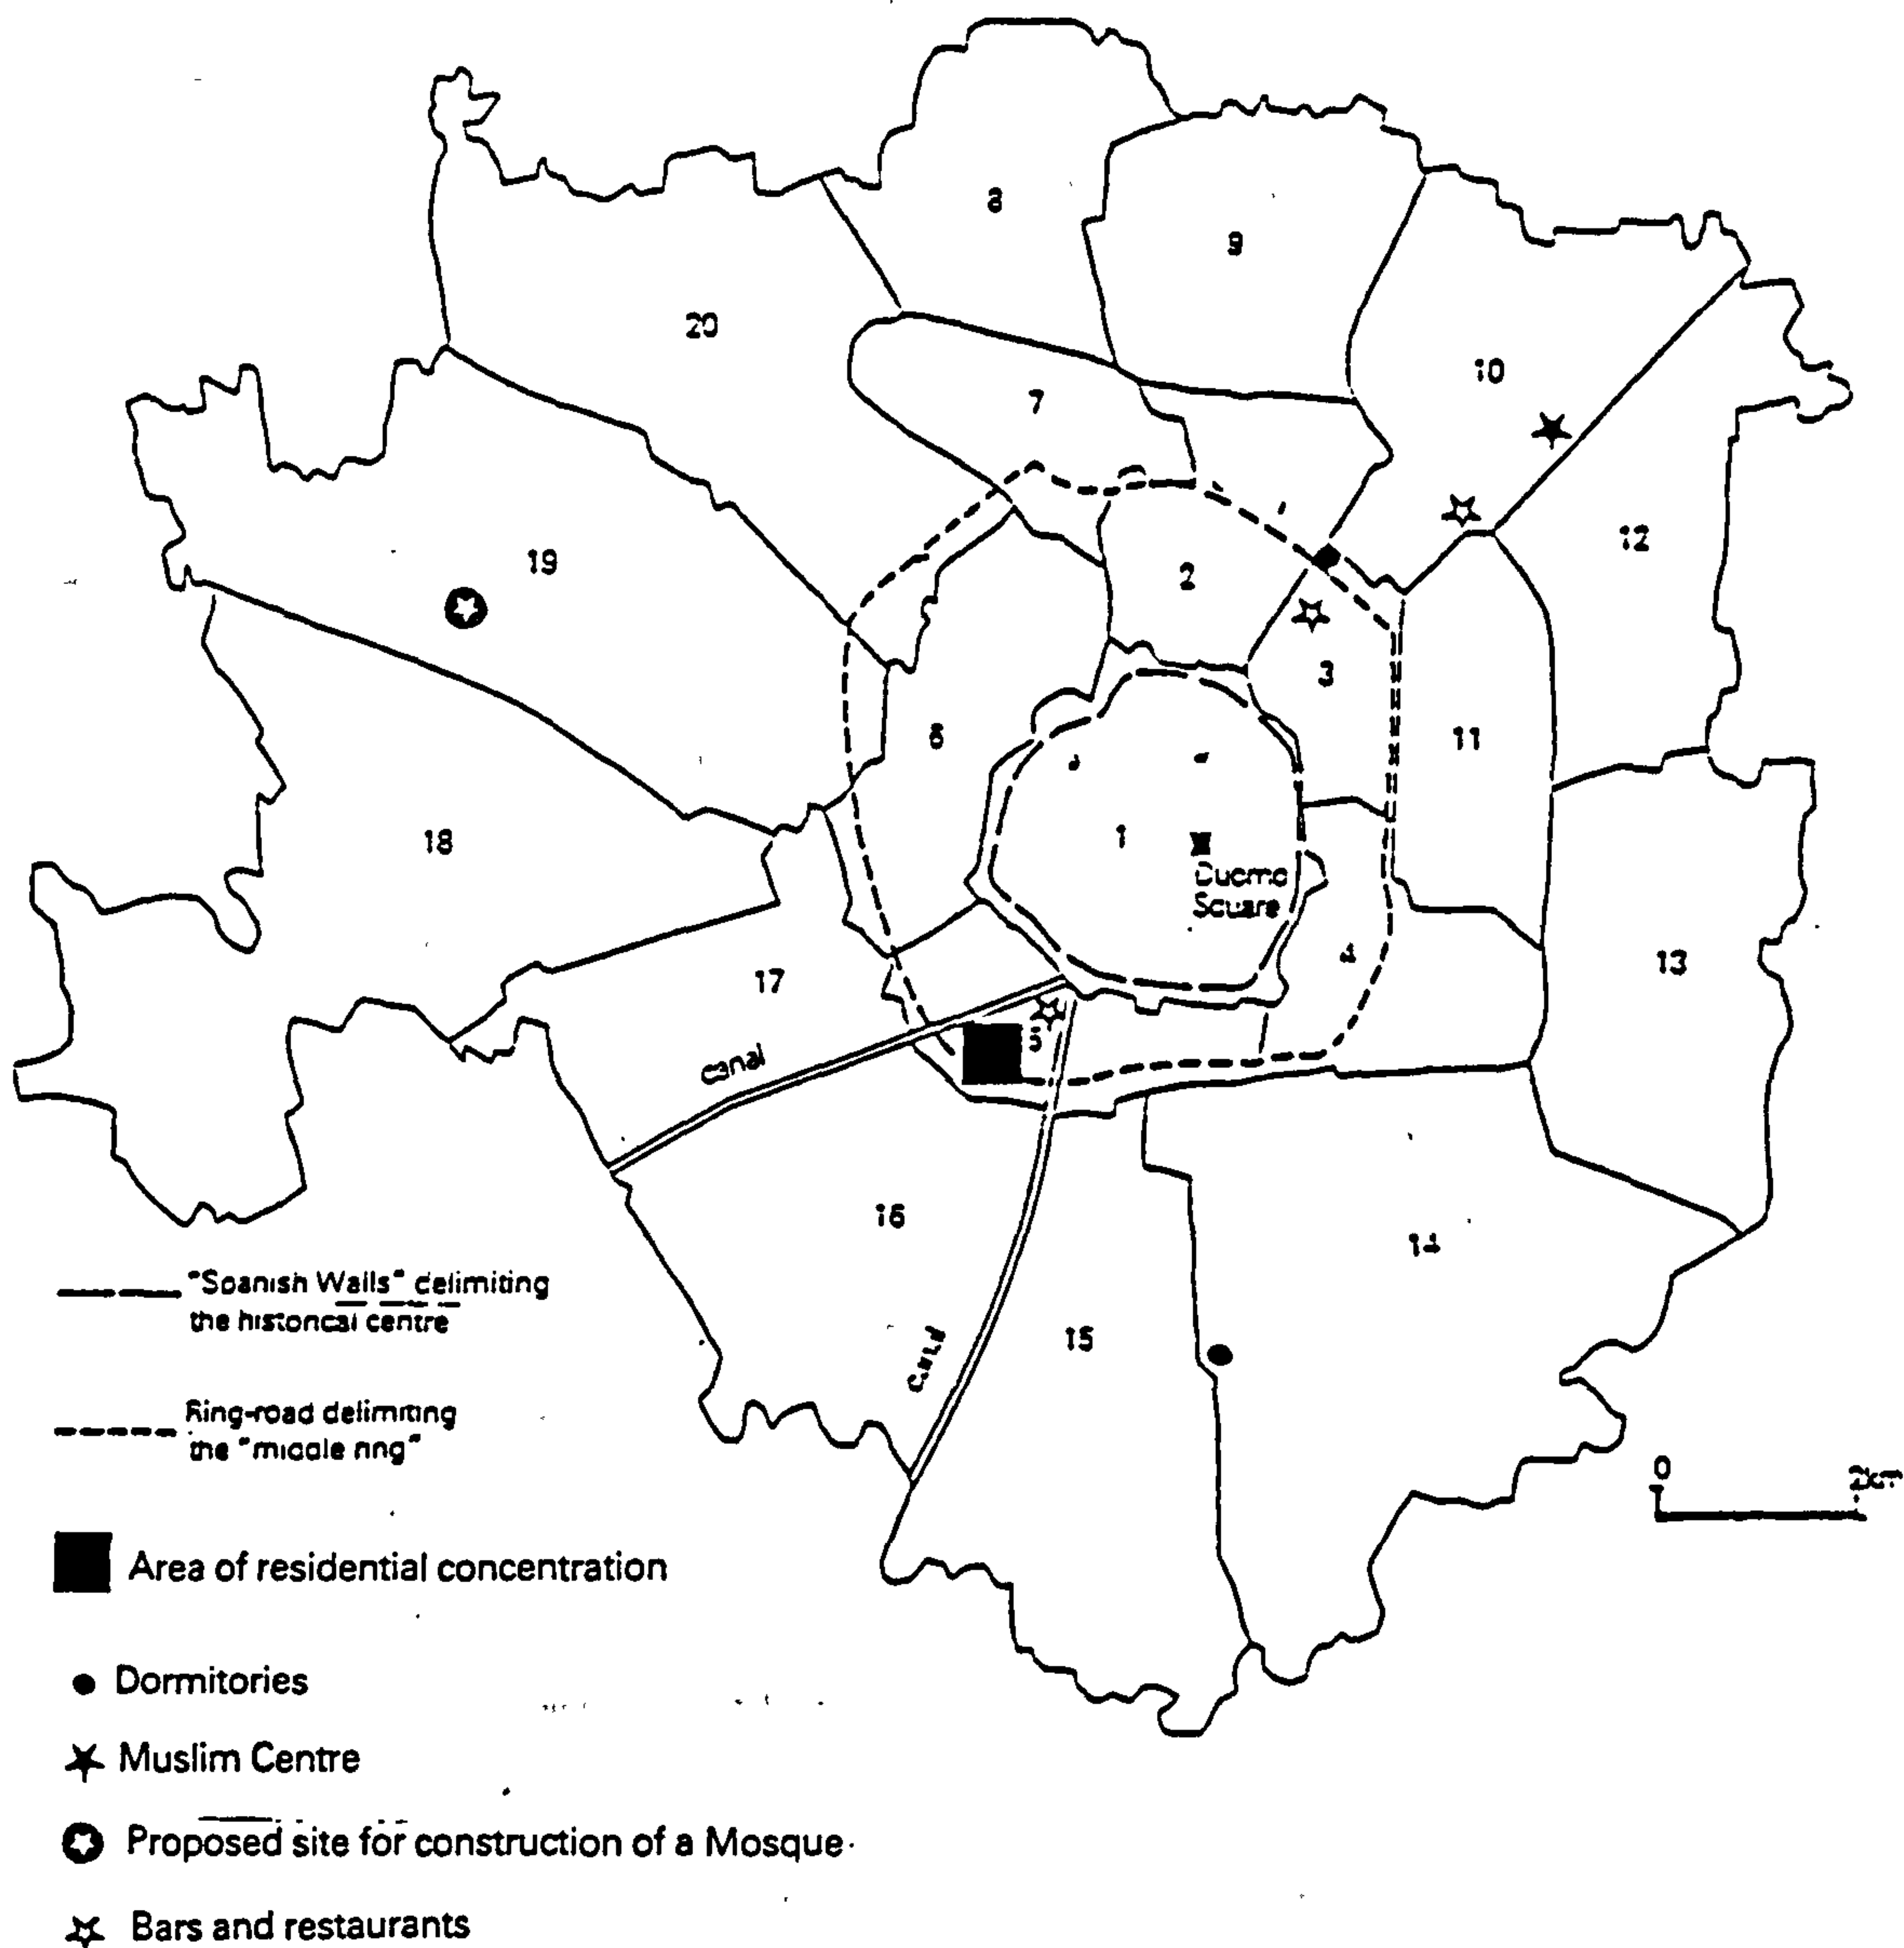 8
9
20
10
7
12
19
2
3
6
11
1
18
Duomo
Square
4
13
17
5
canal
16
14
"Spanish Walls" delimiting
the historical centre
15
Ring-road delimiting
the "middle ring"
0 2km
Area of residential concentration
Dormitories
Muslim Centre
Proposed site for construction of a Mosque
Bars and restaurants